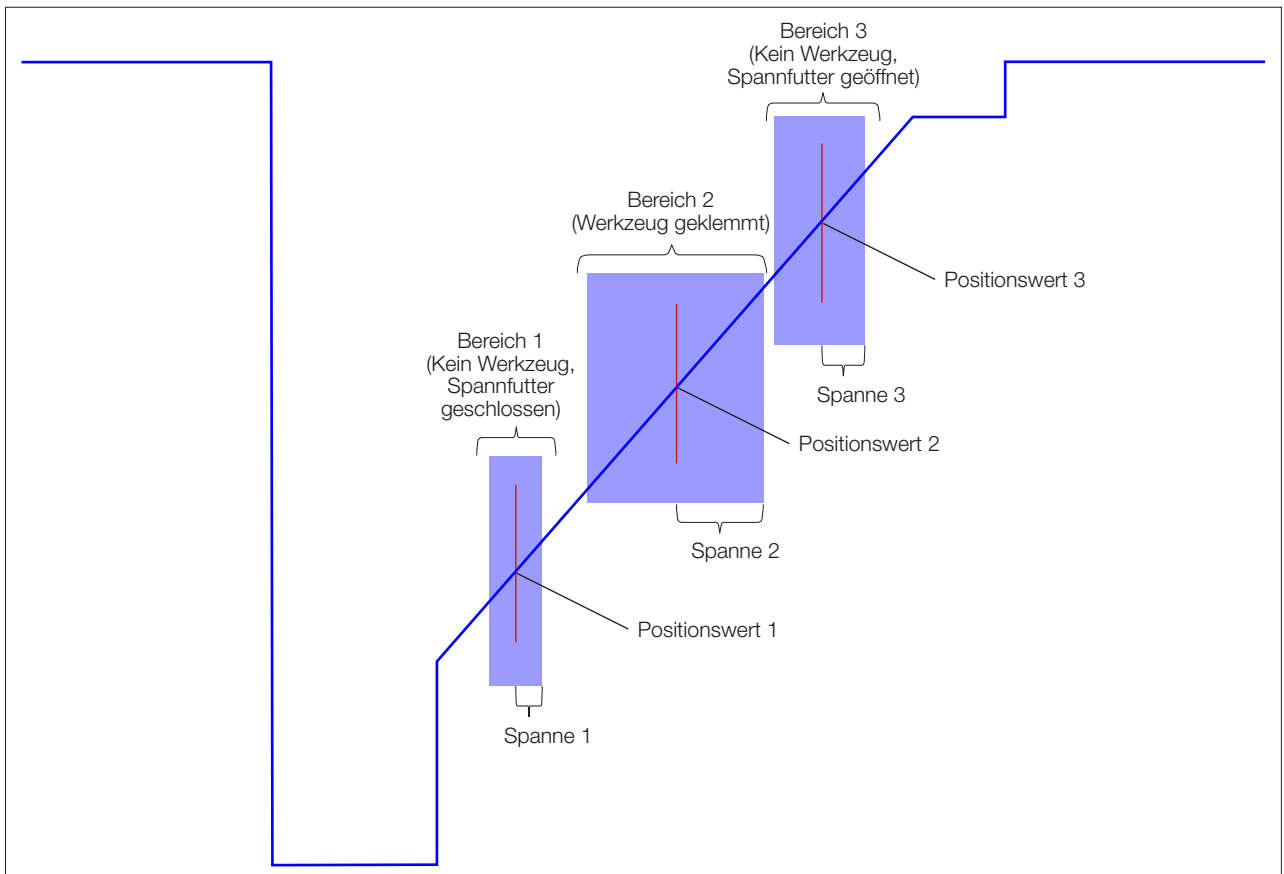 Bereich 3
(Kein Werkzeug,
Spannfutter geöffnet)
Bereich 2
(Werkzeug geklemmt)
Positionswert 3
Bereich 1
(Kein Werkzeug,
Spannfutter
geschlossen)
Spanne 3
Positionswert 2
Spanne 2
Positionswert 1
Spanne 1